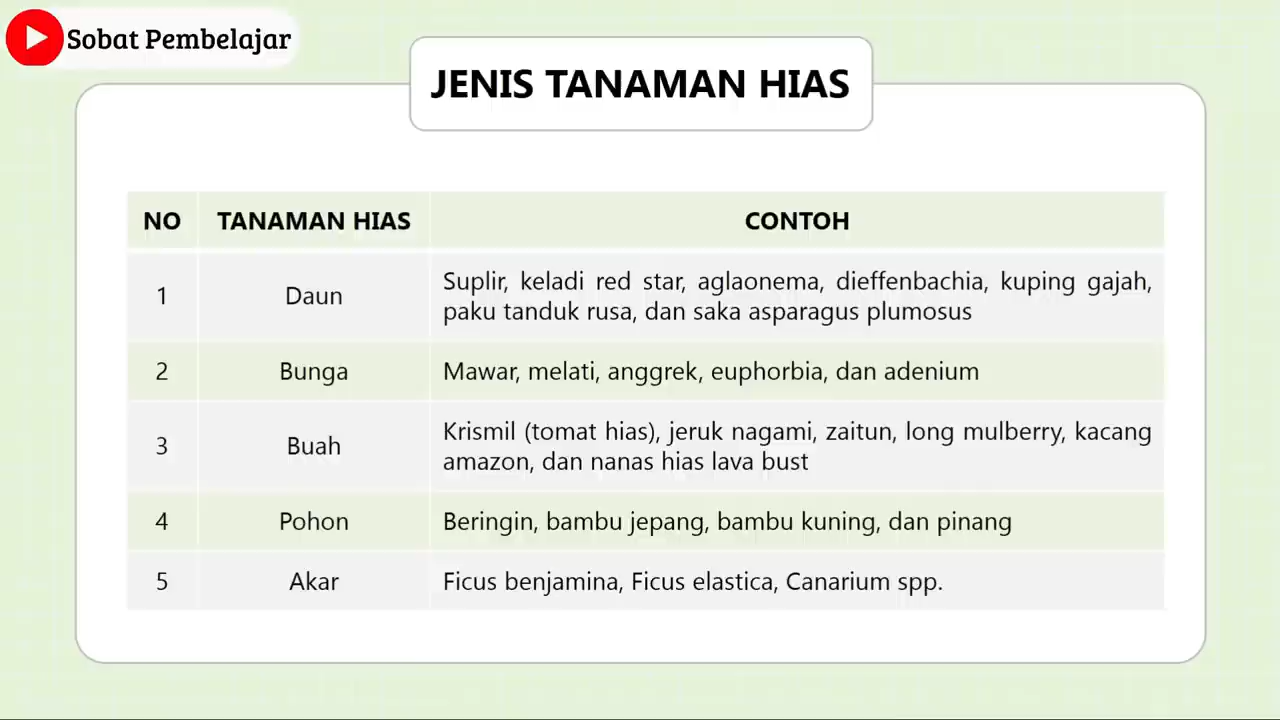 Sobat Pembelajar
JENIS TANAMAN HIAS
NO TANAMAN HIAS CONTOH
1 Daun Suplir, keladi red star, aglaonema, dieffenbachia, kuping gajah,
paku tanduk rusa, dan saka asparagus plumosus
2 Bunga Mawar, melati, anggrek, euphorbia, dan adenium
3 Buah Krismil (tomat hias), jeruk nagami, zaitun, long mulberry, kacang
amazon, dan nanas hias lava bust
4 Pohon Beringin, bambu jepang, bambu kuning, dan pinang
5 Akar Ficus benjamina, Ficus elastica, Canarium spp.